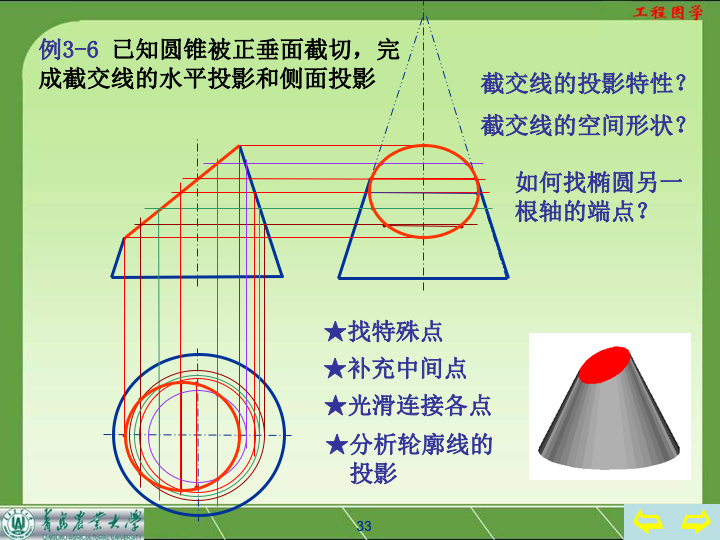 工程图学
例3-6 已知圆锥被正垂面截切，完
成截交线的水平投影和侧面投影
截交线的投影特性？
截交线的空间形状？
如何找椭圆另一
根轴的端点？
★找特殊点
★补充中间点
★光滑连接各点
★分析轮廓线的
投影
青岛农业大学
33